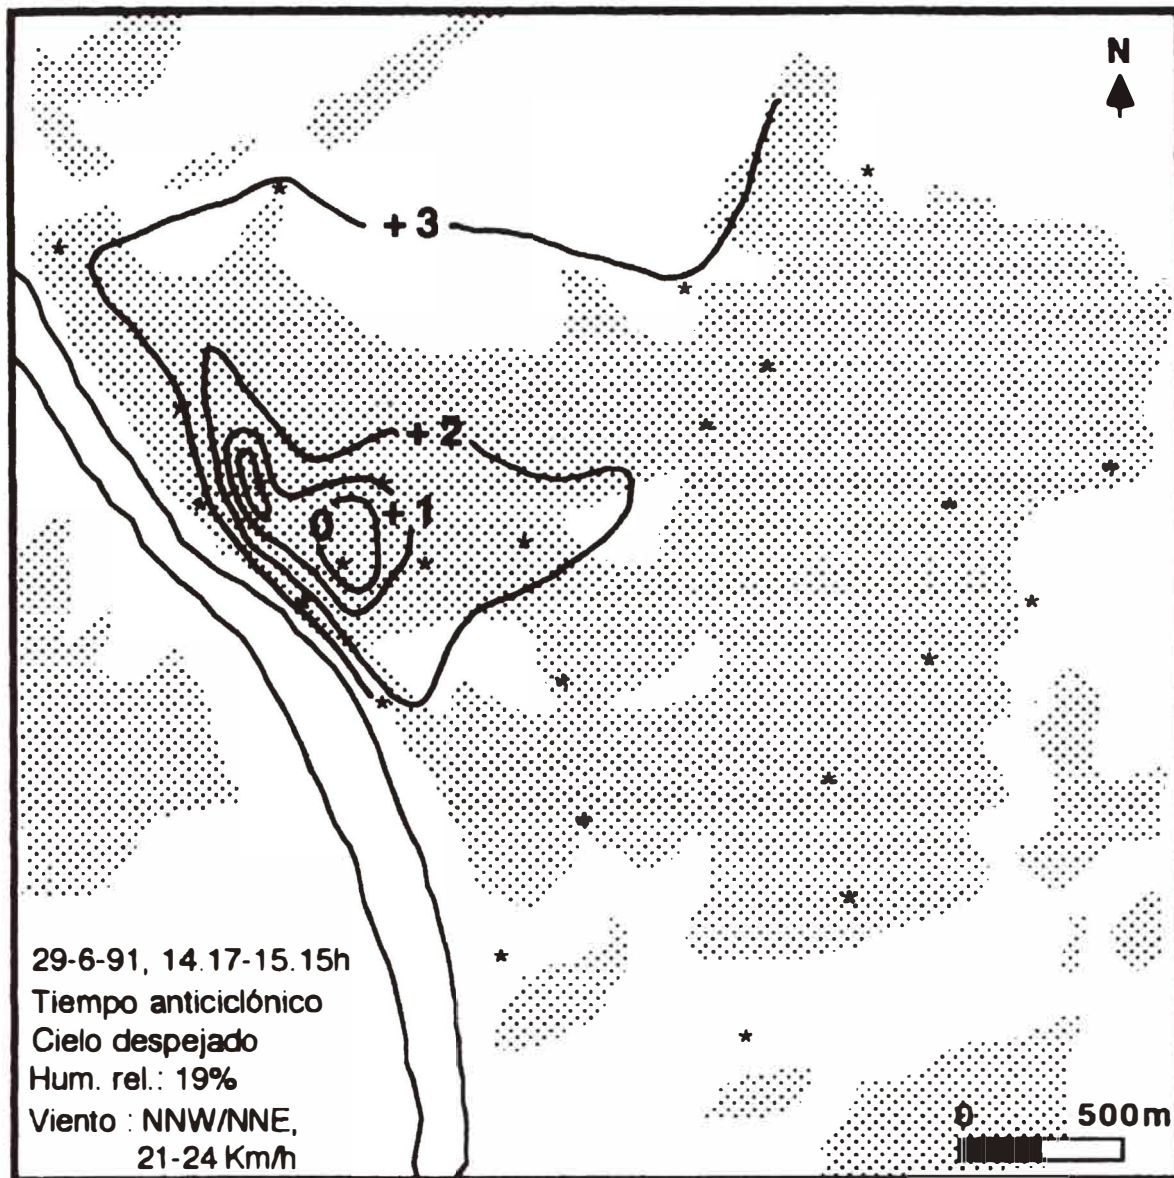 N
+ 3
+ 2
+ 1
0
29-6-91, 14.17-15.15h
Tiempo anticiclónico
Cielo despejado
Hum. rel.: 19%
Viento : NNW/NNE,
21-24 Km/h
0 500m